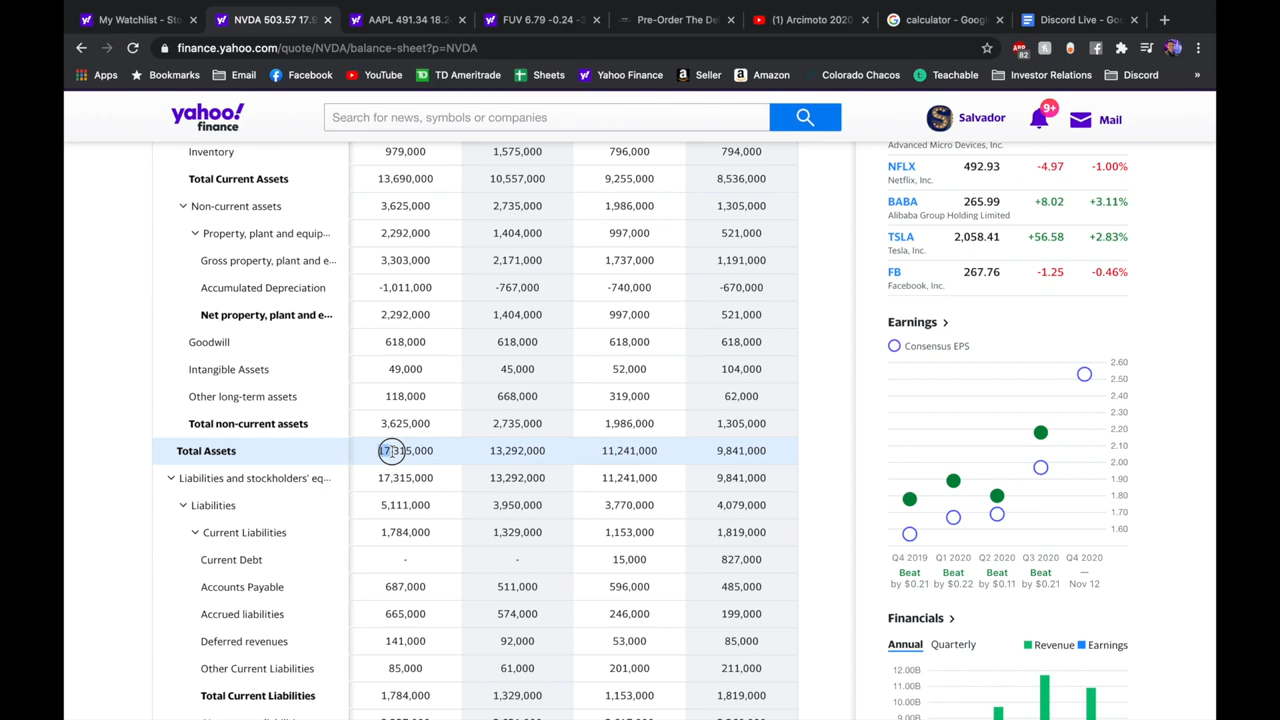 My Watchlist - Sto
NVDA 503.57 17.9
AAPL 491.34 18.2
FUV 6.79 -0.24 -3
Pre-Order The De
(1) Arcimoto 2020
calculator - Google
Discord Live - Goo
finance.yahoo.com/quote/NVDA/balance-sheet?p=NVDA
82
Apps
Bookmarks
Email
Facebook
YouTube
TD Ameritrade
Sheets
Yahoo Finance
Seller
Amazon
Colorado Chacos
Teachable
Investor Relations
Discord
»
yahoo!
finance
Search for news, symbols or companies
Salvador
9+
Mail
Inventory 979,000 1,575,000 796,000 794,000
Total Current Assets 13,690,000 10,557,000 9,255,000 8,536,000
Non-current assets 3,625,000 2,735,000 1,986,000 1,305,000
Property, plant and equip... 2,292,000 1,404,000 997,000 521,000
Gross property, plant and e... 3,303,000 2,171,000 1,737,000 1,191,000
Accumulated Depreciation -1,011,000 -767,000 -740,000 -670,000
Net property, plant and e... 2,292,000 1,404,000 997,000 521,000
Goodwill 618,000 618,000 618,000 618,000
Intangible Assets 49,000 45,000 52,000 104,000
Other long-term assets 118,000 668,000 319,000 62,000
Total non-current assets 3,625,000 2,735,000 1,986,000 1,305,000
Total Assets 17,315,000 13,292,000 11,241,000 9,841,000
Liabilities and stockholders' eq... 17,315,000 13,292,000 11,241,000 9,841,000
Liabilities 5,111,000 3,950,000 3,770,000 4,079,000
Current Liabilities 1,784,000 1,329,000 1,153,000 1,819,000
Current Debt - - 15,000 827,000
Accounts Payable 687,000 511,000 596,000 485,000
Accrued liabilities 665,000 574,000 246,000 199,000
Deferred revenues 141,000 92,000 53,000 85,000
Other Current Liabilities 85,000 61,000 201,000 211,000
Total Current Liabilities 1,784,000 1,329,000 1,153,000 1,819,000
Advanced Micro Devices, Inc.
NFLX 492.93 -4.97 -1.00%
Netflix, Inc.
BABA 265.99 +8.02 +3.11%
Alibaba Group Holding Limited
TSLA 2,058.41 +56.58 +2.83%
Tesla, Inc.
FB 267.76 -1.25 -0.46%
Facebook, Inc.
Earnings
Consensus EPS
2.60
2.50
2.40
2.30
2.20
2.10
2.00
1.90
1.80
1.70
1.60
Q4 2019 Q1 2020 Q2 2020 Q3 2020 Q4 2020
Beat Beat Beat Beat —
by $0.21 by $0.22 by $0.11 by $0.21 Nov 12
Financials
Annual Quarterly Revenue Earnings
12.00B
11.00B
10.00B
9.00B